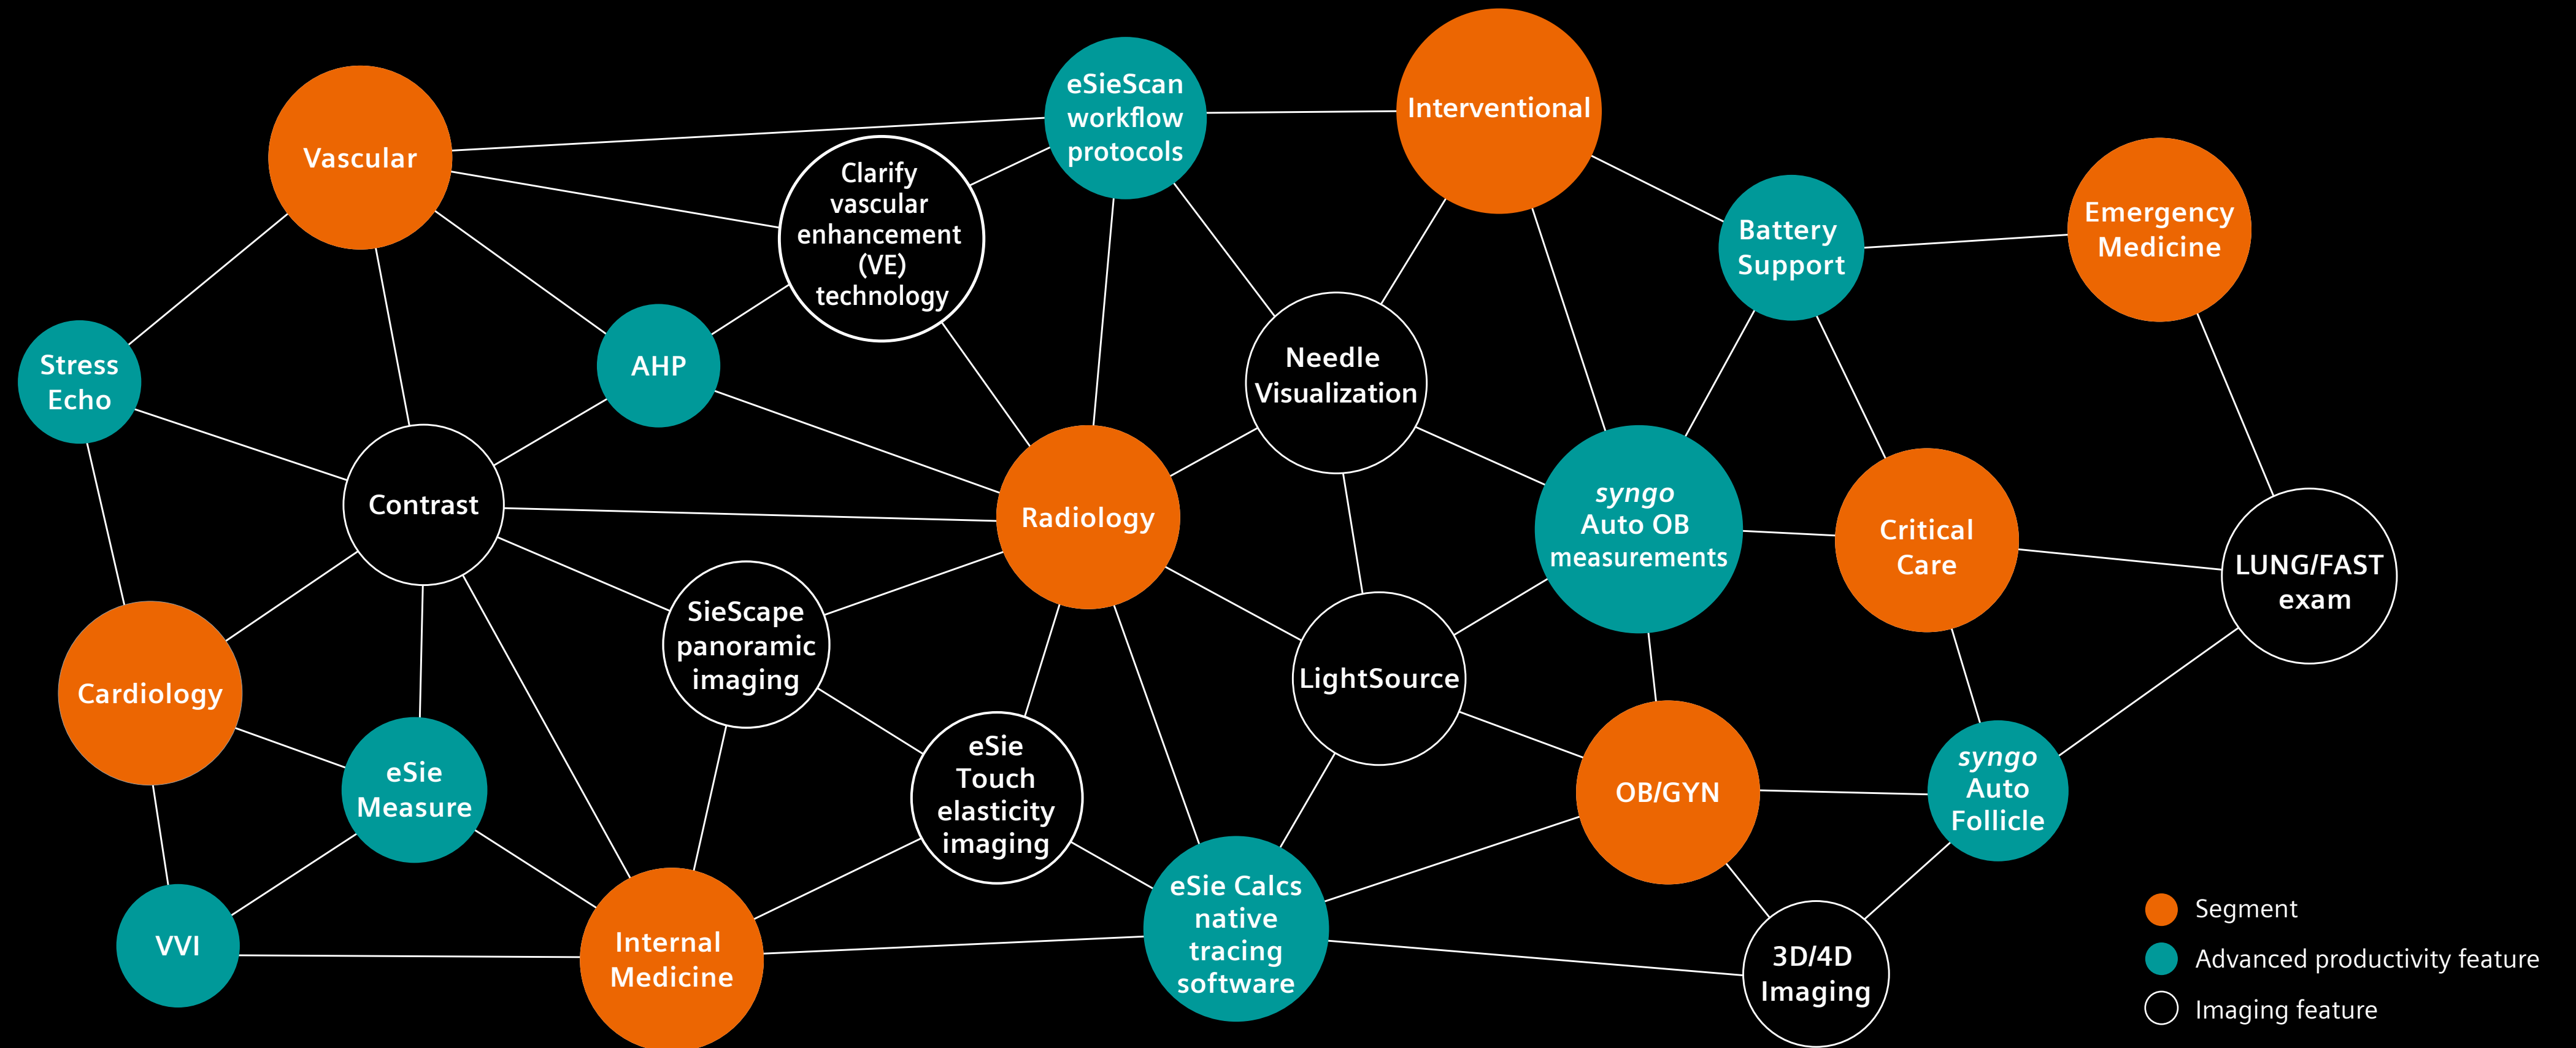 eSieScan
workflow
protocols
Interventional
Vascular
Clarify
vascular
enhancement
(VE)
technology
Battery
Support
Emergency
Medicine
Stress
Echo
AHP
Needle
Visualization
Contrast
Radiology
syngo
Auto OB
measurements
Critical
Care
LUNG/FAST
exam
SieScape
panoramic
imaging
LightSource
Cardiology
eSie
Measure
eSie
Touch
elasticity
imaging
OB/GYN
syngo
Auto
Follicle
VVI
Internal
Medicine
eSie Calcs
native
tracing
software
3D/4D
Imaging
Segment
Advanced productivity feature
Imaging feature